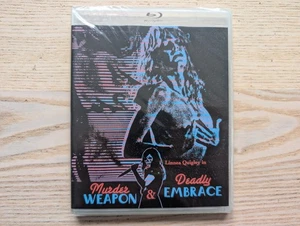 Linnea Quigley in
Murder Deadly
WEAPON & EMBRACE